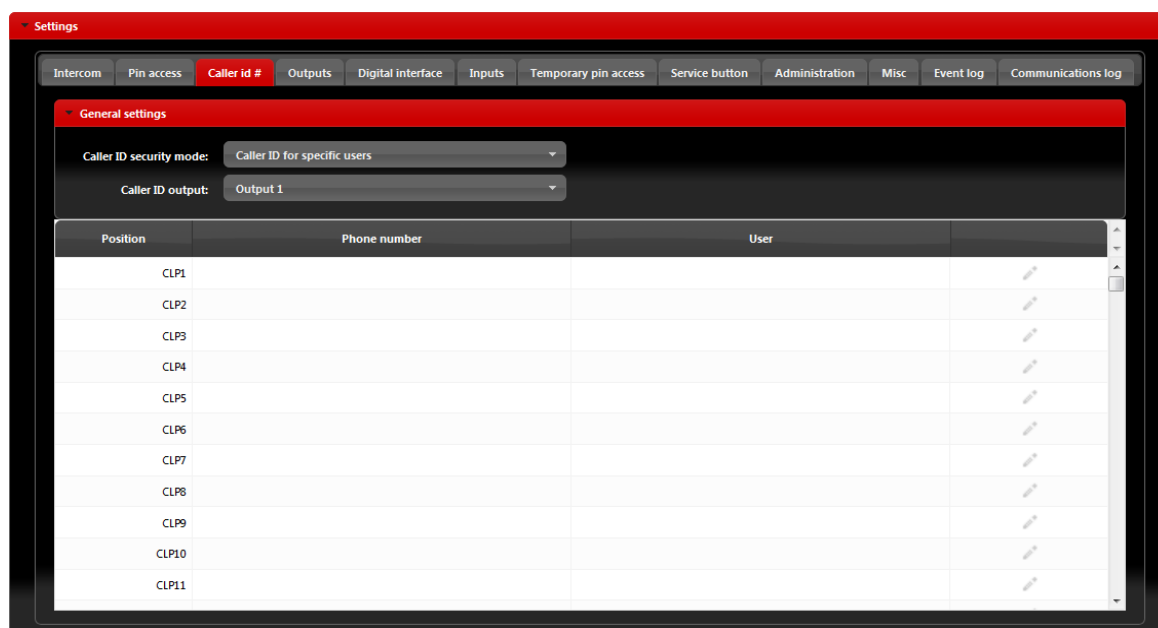 Settings
Intercom Pin access Caller id # Outputs Digital interface Inputs Temporary pin access Service button Administration Misc Event log Communications log
General settings
Caller ID security mode: Caller ID for specific users
Caller ID output: Output 1
Position Phone number User
CLP1
CLP2
CLP3
CLP4
CLP5
CLP6
CLP7
CLP8
CLP9
CLP10
CLP11